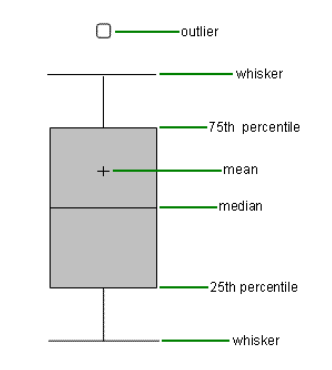 outlier
whisker
75th percentile
mean
median
25th percentile
whisker